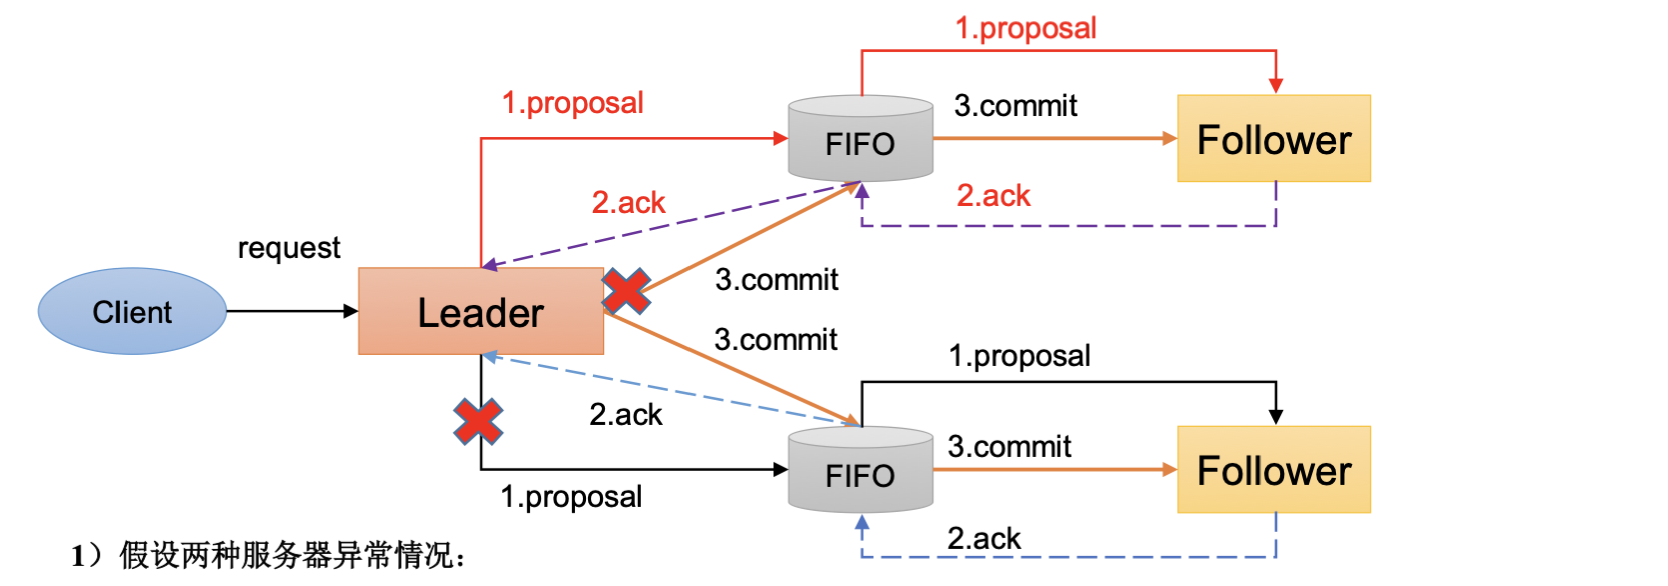 1.proposal
1.proposal
3.commit
FIFO
Follower
2.ack
2.ack
request
3.commit
Client
Leader
3.commit
1.proposal
2.ack
3.commit
FIFO
Follower
1.proposal
2.ack
1）假设两种服务器异常情况：